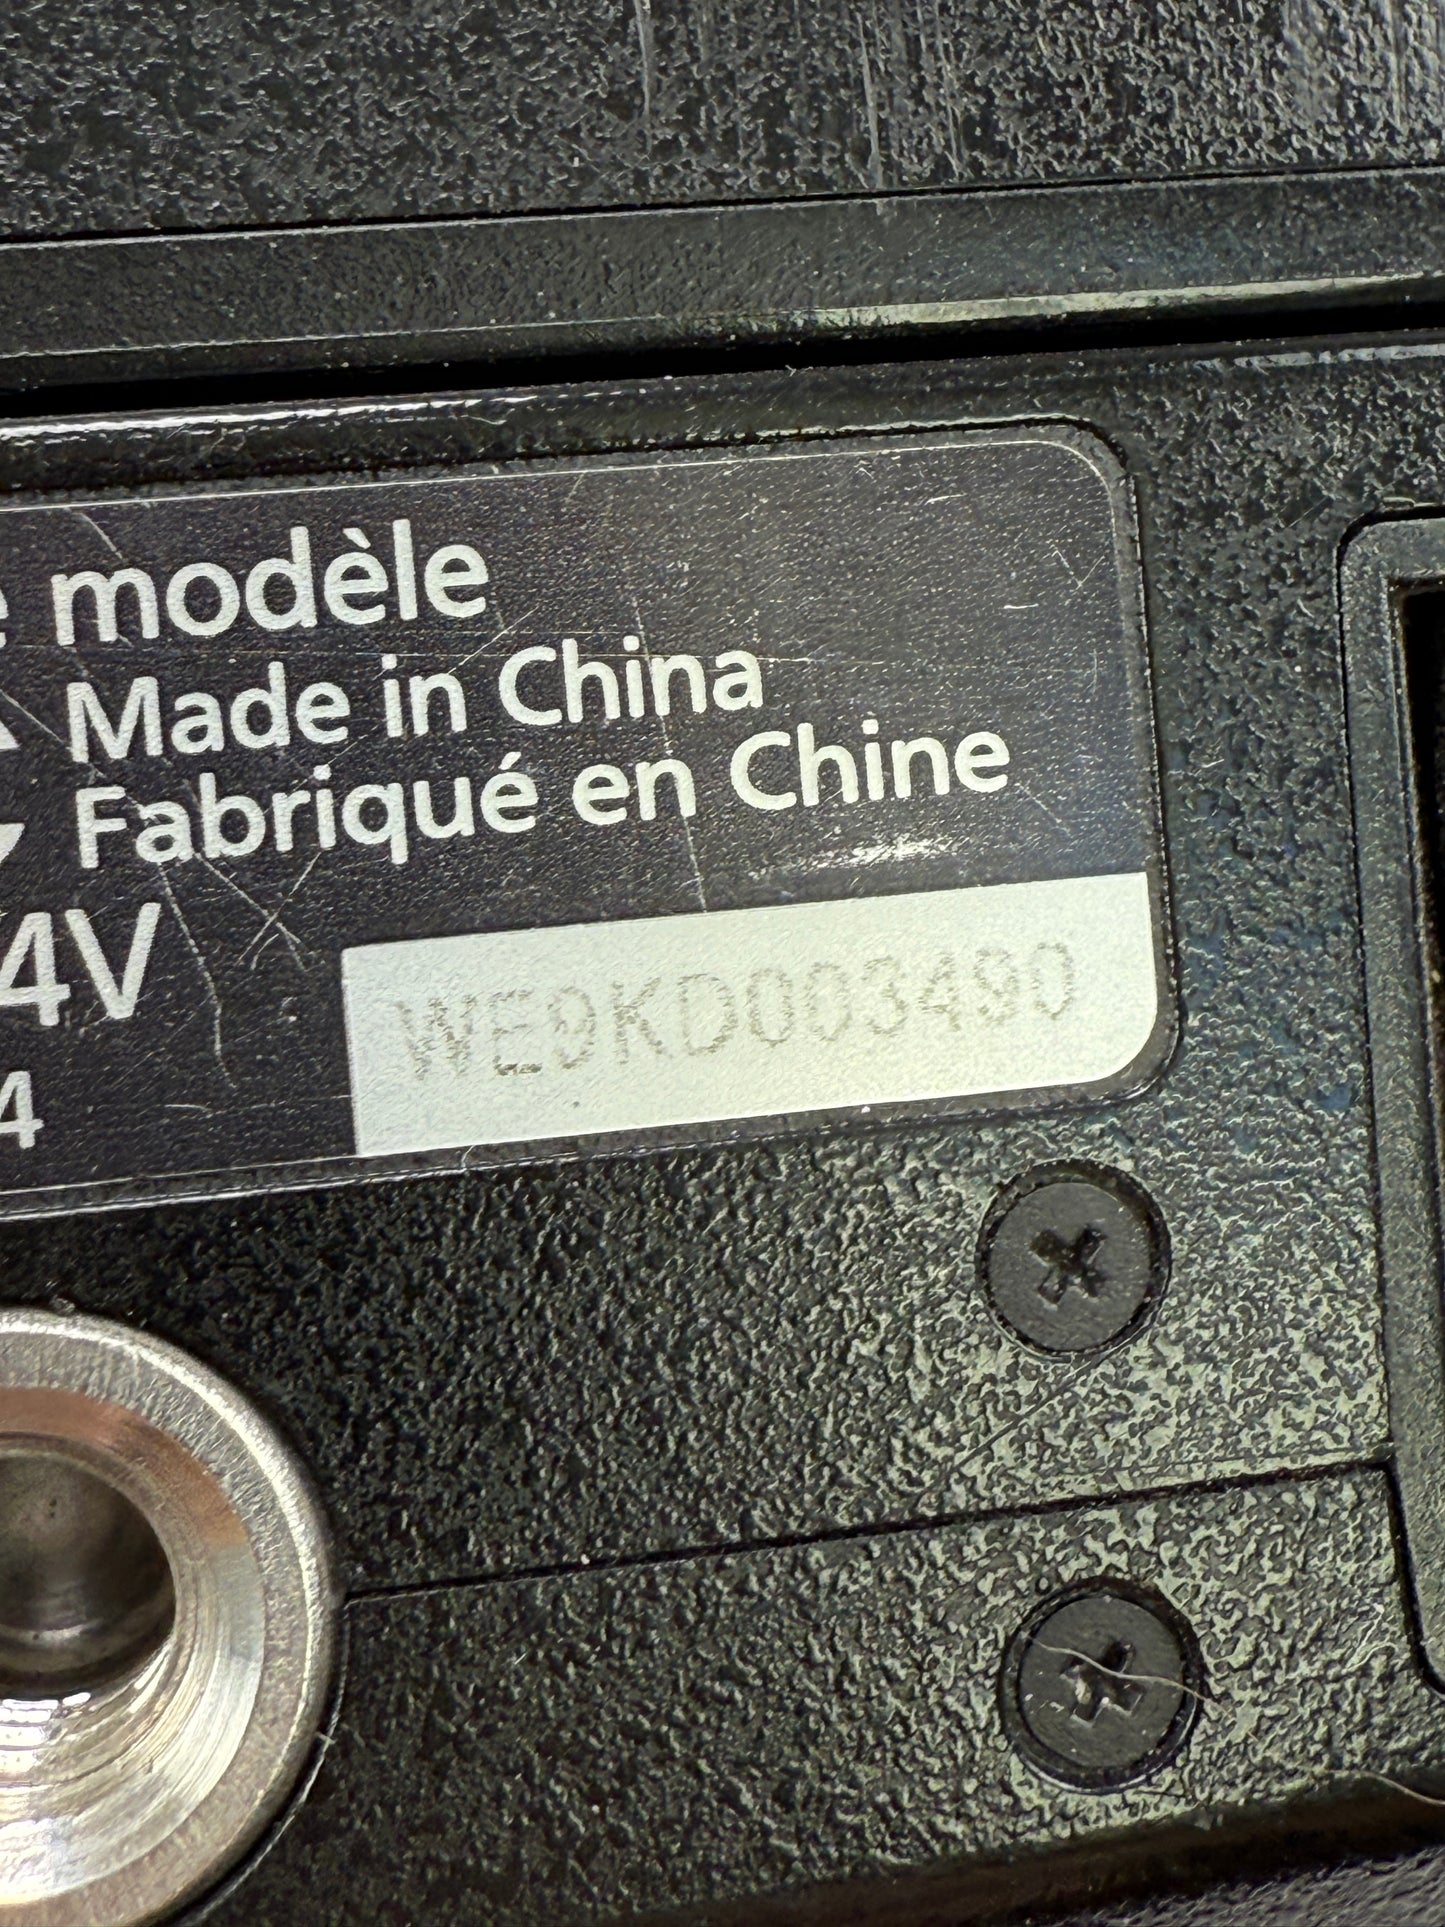 modèle
Made in China
Fabriqué en Chine
4V
4
WE9KD003490